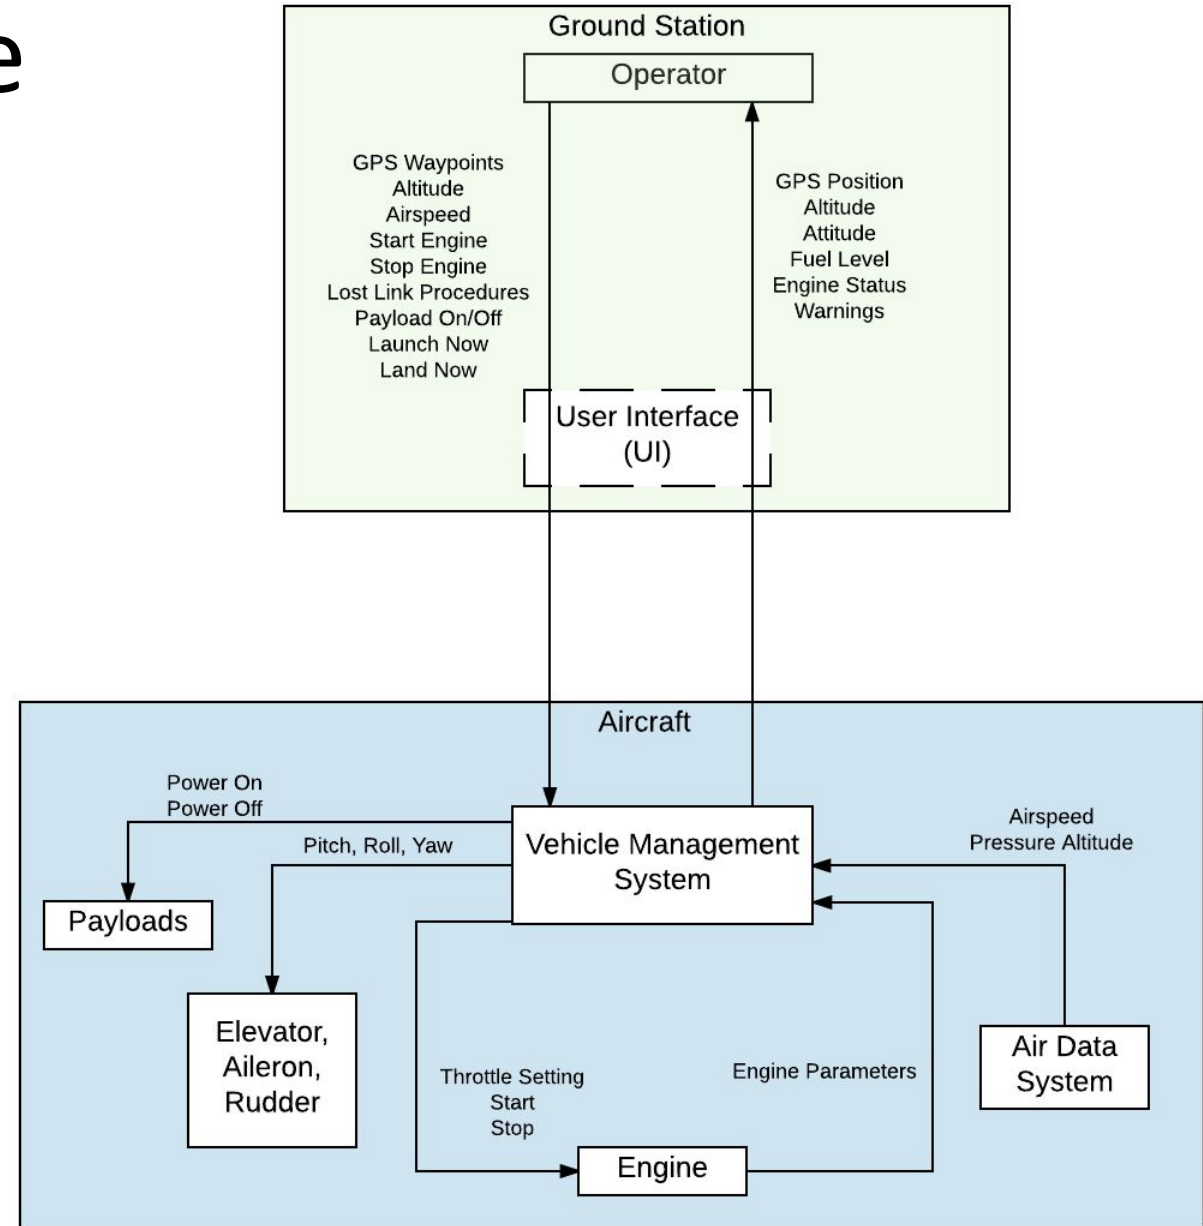 e
Ground Station
Operator
GPS Waypoints
Altitude
Airspeed
Start Engine
Stop Engine
Lost Link Procedures
Payload On/Off
Launch Now
Land Now
GPS Position
Altitude
Attitude
Fuel Level
Engine Status
Warnings
User Interface
(UI)
Aircraft
Power On
Power Off
Pitch, Roll, Yaw
Vehicle Management
System
Airspeed
Pressure Altitude
Payloads
Elevator,
Aileron,
Rudder
Throttle Setting
Start
Stop
Engine Parameters
Air Data
System
Engine